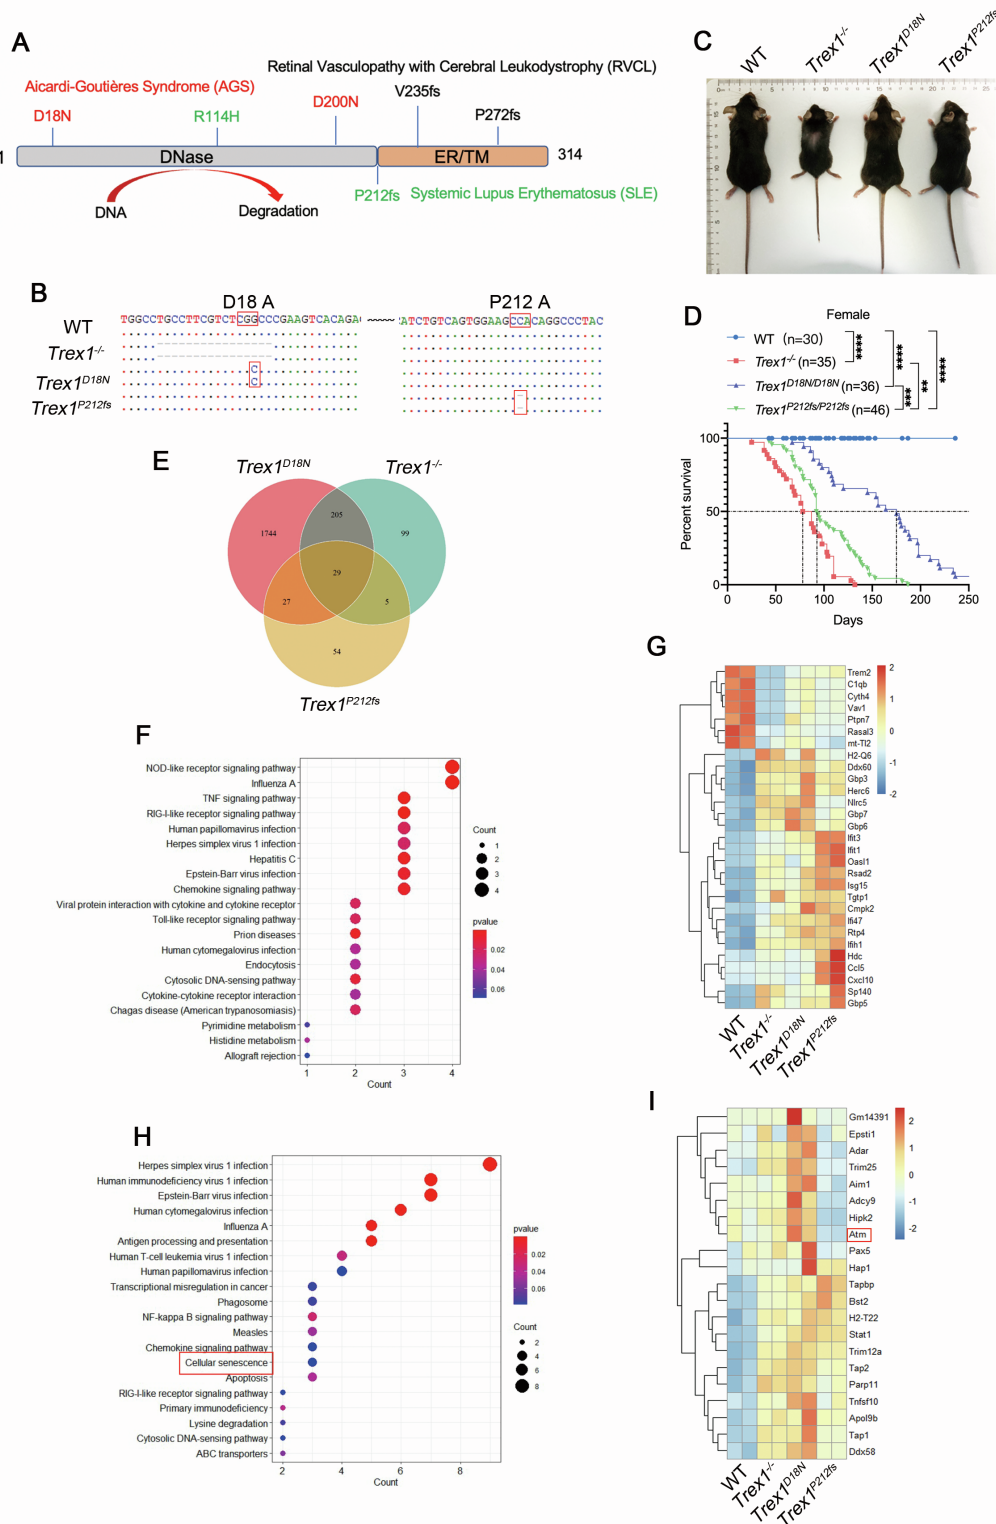 A
Retinal Vasculopathy with Cerebral Leukodystrophy (RVCL)
Aicardi-Goutières Syndrome (AGS)
D18N
R114H
D200N
V235fs
P272fs
1
DNase
ER/TM
314
P212fs
Systemic Lupus Erythematosus (SLE)
DNA
Degradation
B
D18 A
P212 A
WT
TGGCCTGCCTTCGTCTCGGCCCGAAGTCACAGA
ATCTGTCAGTGGAAGCCACAGGCCCTAC
Trex1-/-
Trex1D18N
C
C
Trex1P212fs
C
WT
Trex1-/-
Trex1D18N
Trex1P212fs
D
Female
WT (n=30)
Trex1-/- (n=35)
Trex1D18N/D18N (n=36)
Trex1P212fs/P212fs (n=46)
****
****
***
**
****
Percent survival
100
50
0
0
50
100
150
200
250
Days
E
Trex1D18N
Trex1-/-
1744
205
99
29
27
5
54
Trex1P212fs
F
NOD-like receptor signaling pathway
Influenza A
TNF signaling pathway
RIG-I-like receptor signaling pathway
Human papillomavirus infection
Herpes simplex virus 1 infection
Hepatitis C
Epstein-Barr virus infection
Chemokine signaling pathway
Viral protein interaction with cytokine and cytokine receptor
Toll-like receptor signaling pathway
Prion diseases
Human cytomegalovirus infection
Endocytosis
Cytosolic DNA-sensing pathway
Cytokine-cytokine receptor interaction
Chagas disease (American trypanosomiasis)
Pyrimidine metabolism
Histidine metabolism
Allograft rejection
1
2
3
4
Count
Count
1
2
3
4
pvalue
0.02
0.04
0.06
G
Trem2
C1qb
Cyth4
Vav1
Ptpn7
Rasal3
mt-Tl2
H2-Q6
Ddx60
Gbp3
Herc6
Nlrc5
Gbp7
Gbp6
Ifit3
Ifit1
Oasl1
Rsad2
Isg15
Tgtp1
Cmpk2
Ifi47
Rtp4
Ifih1
Hdc
Ccl5
Cxcl10
Sp140
Gbp5
2
1
0
-1
-2
WT
Trex1-/-
Trex1D18N
Trex1P212fs
H
Herpes simplex virus 1 infection
Human immunodeficiency virus 1 infection
Epstein-Barr virus infection
Human cytomegalovirus infection
Influenza A
Antigen processing and presentation
Human T-cell leukemia virus 1 infection
Human papillomavirus infection
Transcriptional misregulation in cancer
Phagosome
NF-kappa B signaling pathway
Measles
Chemokine signaling pathway
Cellular senescence
Apoptosis
RIG-I-like receptor signaling pathway
Primary immunodeficiency
Lysine degradation
Cytosolic DNA-sensing pathway
ABC transporters
2
4
6
8
Count
pvalue
0.02
0.04
0.06
Count
2
4
6
8
I
Gm14391
Epsti1
Adar
Trim25
Aim1
Adcy9
Hipk2
Atm
Pax5
Hap1
Tapbp
Bst2
H2-T22
Stat1
Trim12a
Tap2
Parp11
Tnfsf10
Apol9b
Tap1
Ddx58
2
1
0
-1
-2
WT
Trex1-/-
Trex1D18N
Trex1P212fs